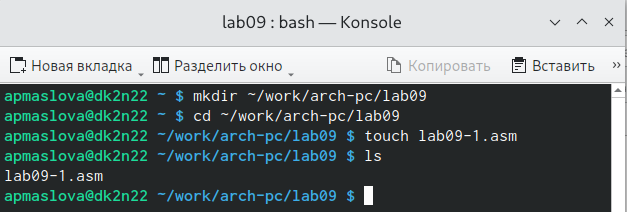 lab09 : bash — Konsole
Новая вкладка Разделить окно Копировать Вставить »
apmaslova@dk2n22 ~ $ mkdir ~/work/arch-pc/lab09
apmaslova@dk2n22 ~ $ cd ~/work/arch-pc/lab09
apmaslova@dk2n22 ~/work/arch-pc/lab09 $ touch lab09-1.asm
apmaslova@dk2n22 ~/work/arch-pc/lab09 $ ls
lab09-1.asm
apmaslova@dk2n22 ~/work/arch-pc/lab09 $